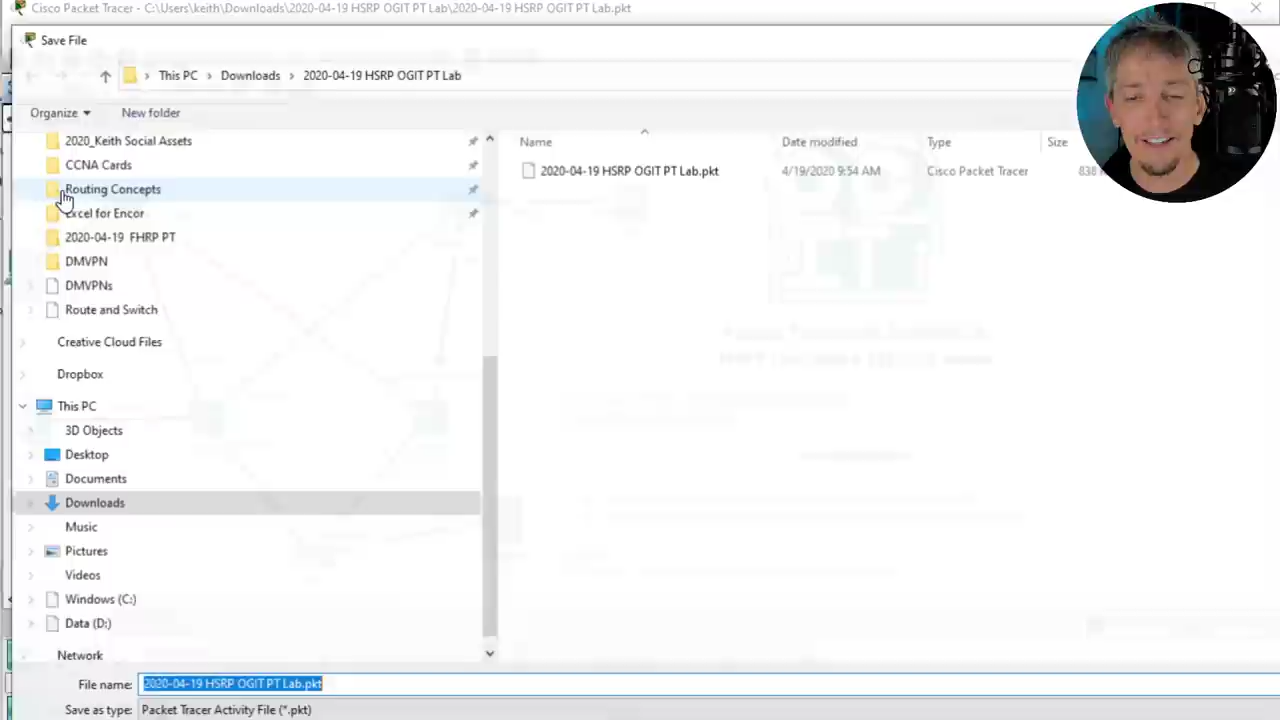 Cisco Packet Tracer - C:\Users\keith\Downloads\2020-04-19 HSRP OGIT PT Lab\2020-04-19 HSRP OGIT PT Lab.pkt
Save File
This PC > Downloads > 2020-04-19 HSRP OGIT PT Lab
Organize New folder
Name Date modified Type Size
2020_Keith Social Assets
CCNA Cards
Routing Concepts
Excel for Encor
2020-04-19 FHRP PT
DMVPN
DMVPNs
Route and Switch
Creative Cloud Files
Dropbox
This PC
3D Objects
Desktop
Documents
Downloads
Music
Pictures
Videos
Windows (C:)
Data (D:)
Network
2020-04-19 HSRP OGIT PT Lab.pkt 4/19/2020 9:54 AM Cisco Packet Tracer 838
File name: 2020-04-19 HSRP OGIT PT Lab.pkt
Save as type: Packet Tracer Activity File (*.pkt)